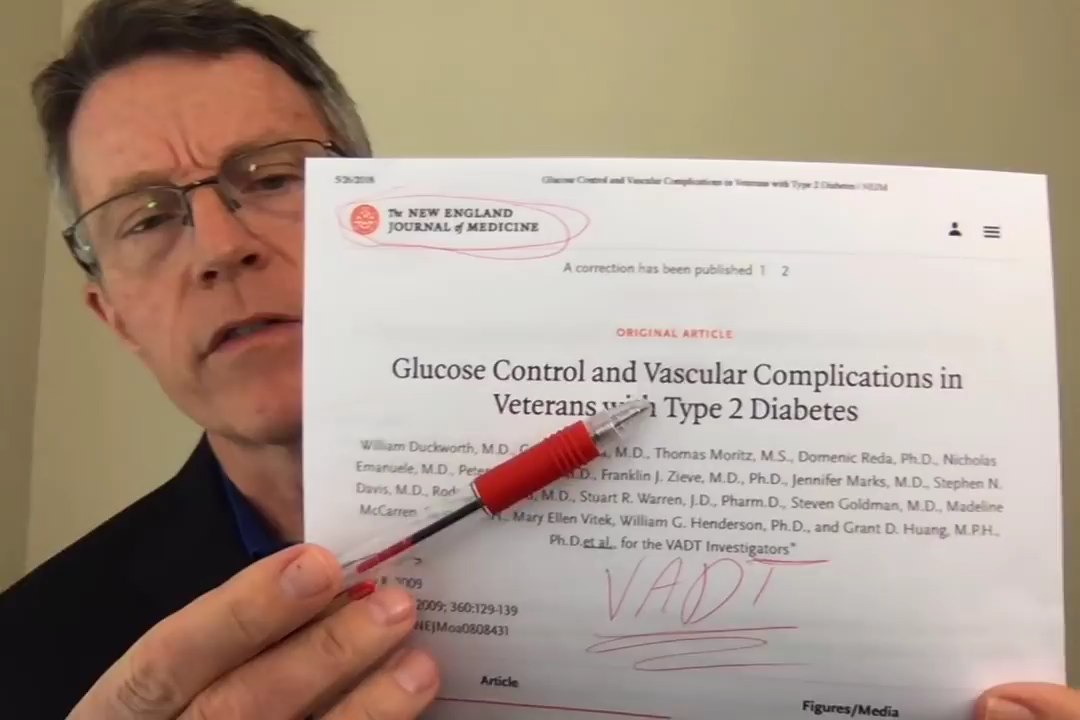 5/26/2018
Glucose Control and Vascular Complications in Veterans with Type 2 Diabetes | NEJM
The NEW ENGLAND
JOURNAL of MEDICINE
A correction has been published 1 2
ORIGINAL ARTICLE
Glucose Control and Vascular Complications in
Veterans with Type 2 Diabetes
William Duckworth, M.D., M.D., Thomas Moritz, M.S., Domenic Reda, Ph.D., Nicholas
Emanuele, M.D., Franklin J. Zieve, M.D., Ph.D., Jennifer Marks, M.D., Stephen N.
Davis, M.D., M.D., Stuart R. Warren, J.D., Pharm.D., Steven Goldman, M.D., Madeline
McCarren Mary Ellen Vitek, William G. Henderson, Ph.D., and Grant D. Huang, M.P.H.,
Ph.D.et al., for the VADT Investigators*
VADT
8, 2009
2009; 360:129-139
NEJMoa0808431
Article
Figures/Media